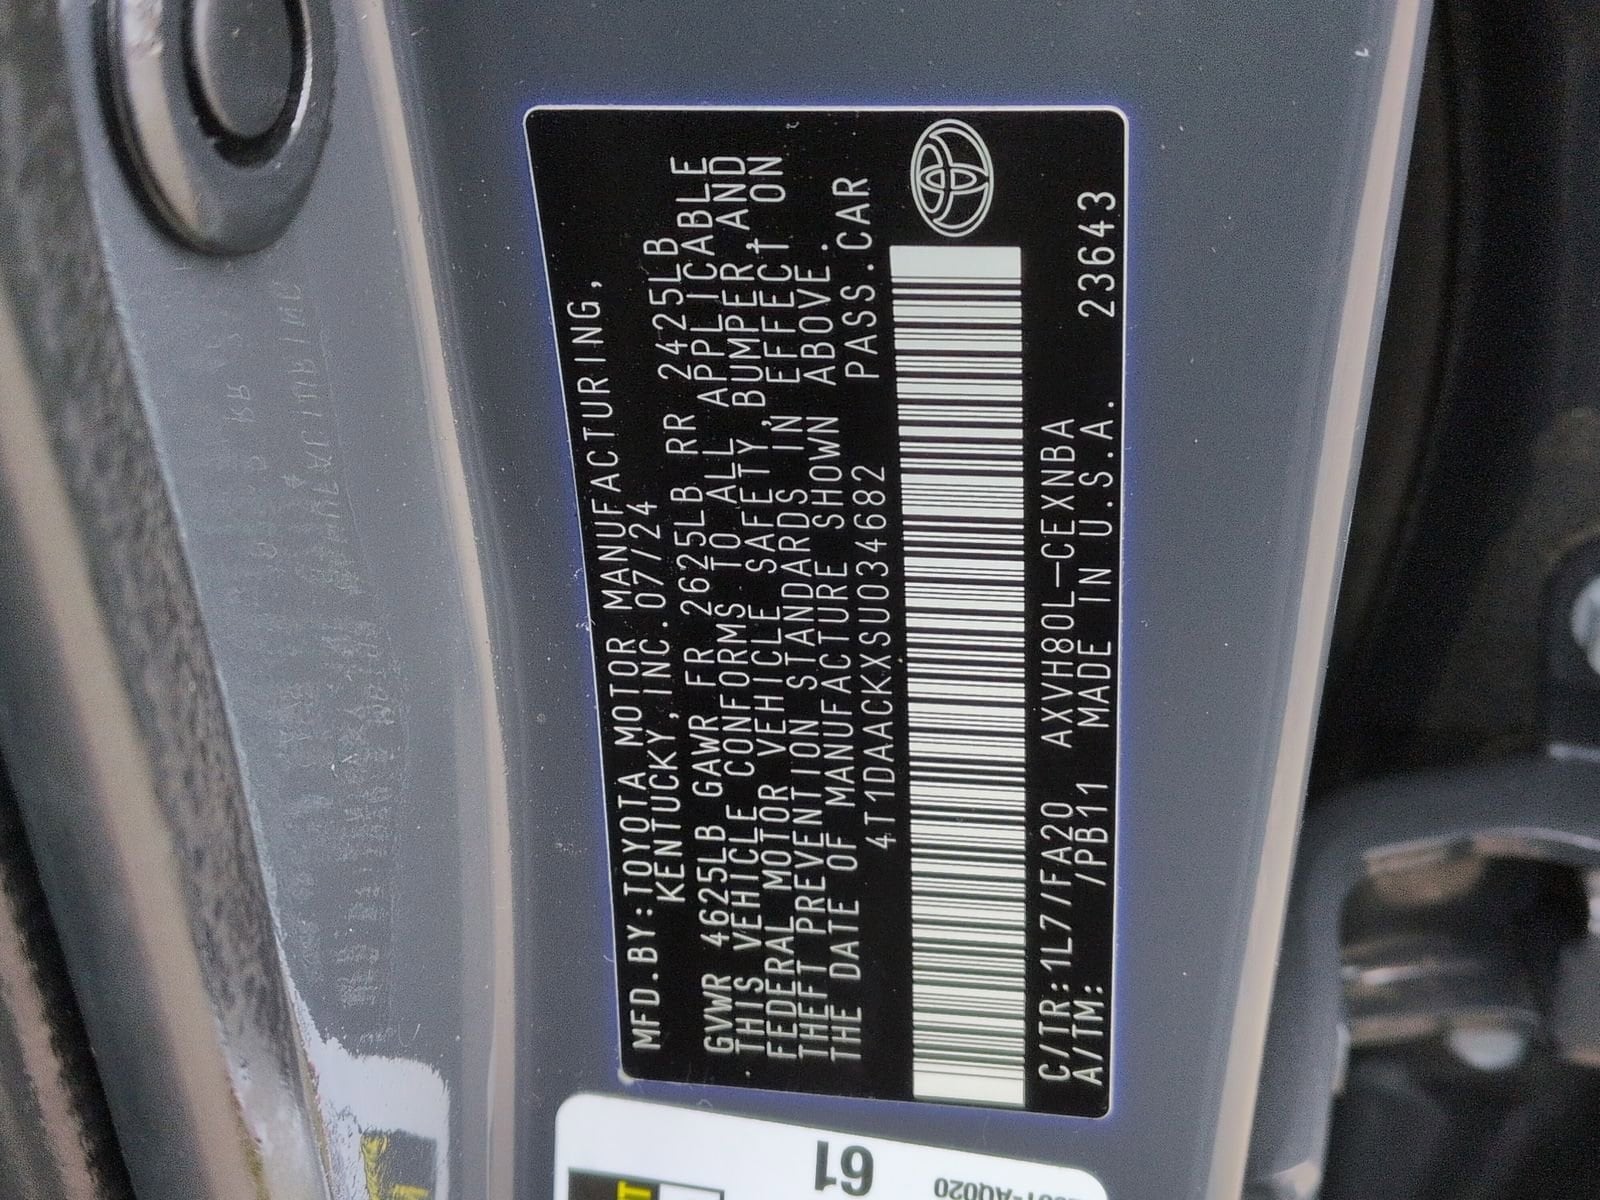 MFD.BY:TOYOTA MOTOR MANUFACTURING,
KENTUCKY,INC.07/24
GVWR 4625LB GAWR FR 2625LB RR 2425LB
THIS VEHICLE CONFORMS TO ALL APPLICABLE
FEDERAL MOTOR VEHICLE SAFETY,BUMPER,AND
THEFT PREVENTION STANDARDS IN EFFECT ON
THE DATE OF MANUFACTURE SHOWN ABOVE.
4T1DAACKXSU034682 PASS.CAR
C/TR:1L7/FA20 AXVH80L-CEXNBA
A/TM: /PB11 MADE IN U.S.A. 23643
61